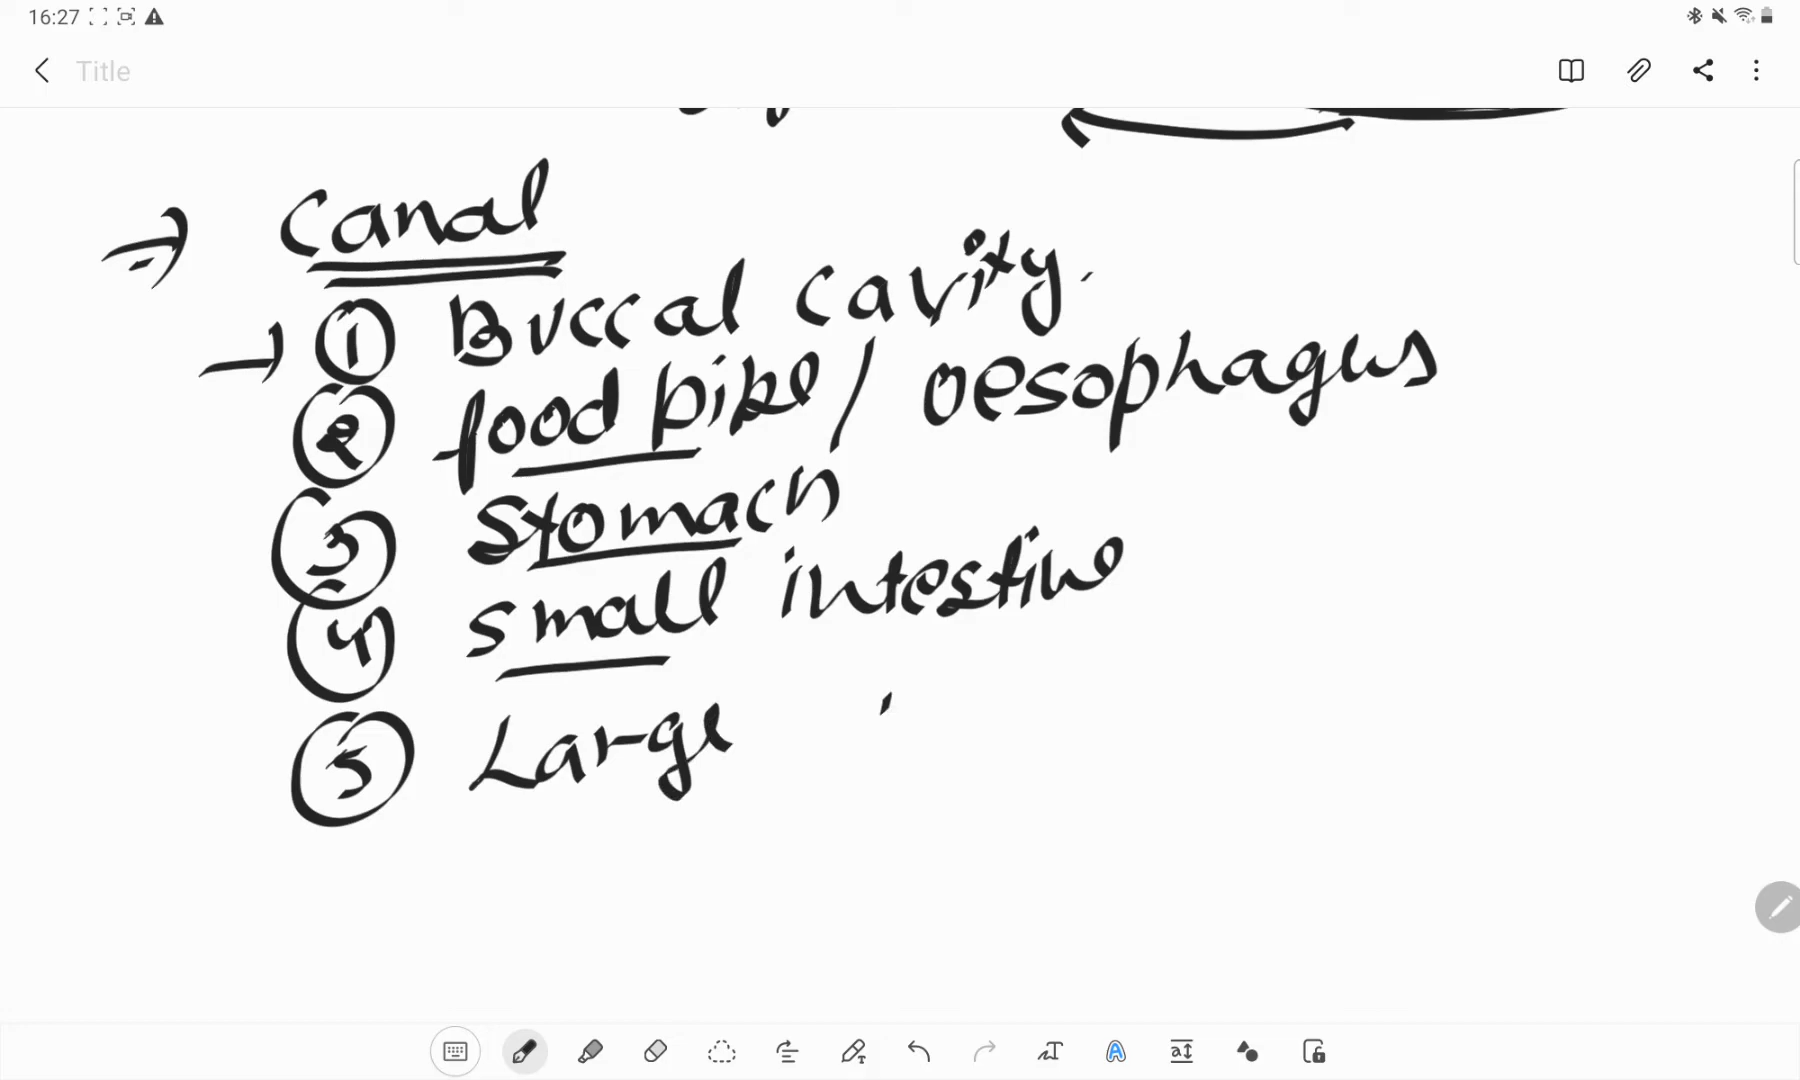 16:27
Title
Canal
1 Buccal cavity.
2 food pipe / oesophagus
3 Stomach
4 small intestine
5 Large